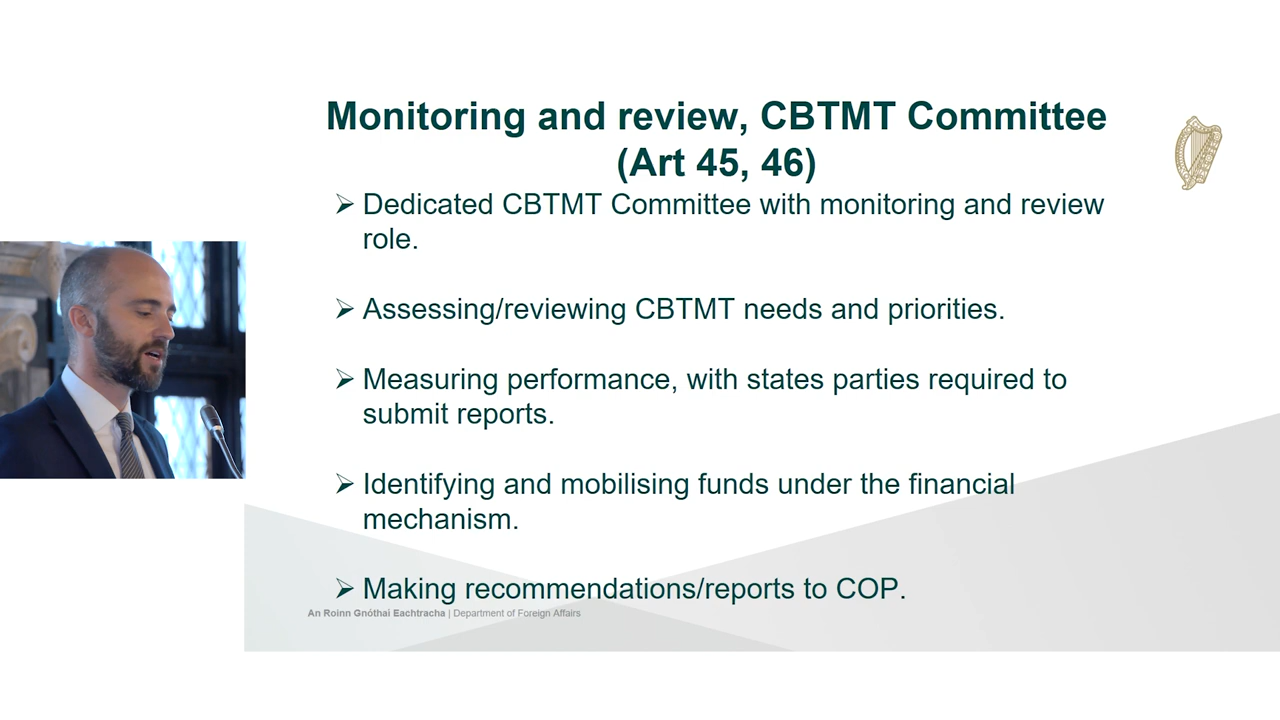 Monitoring and review, CBTMT Committee
(Art 45, 46)
➢ Dedicated CBTMT Committee with monitoring and review
role.
➢ Assessing/reviewing CBTMT needs and priorities.
➢ Measuring performance, with states parties required to
submit reports.
➢ Identifying and mobilising funds under the financial
mechanism.
➢ Making recommendations/reports to COP.
An Roinn Gnóthaí Eachtracha | Department of Foreign Affairs